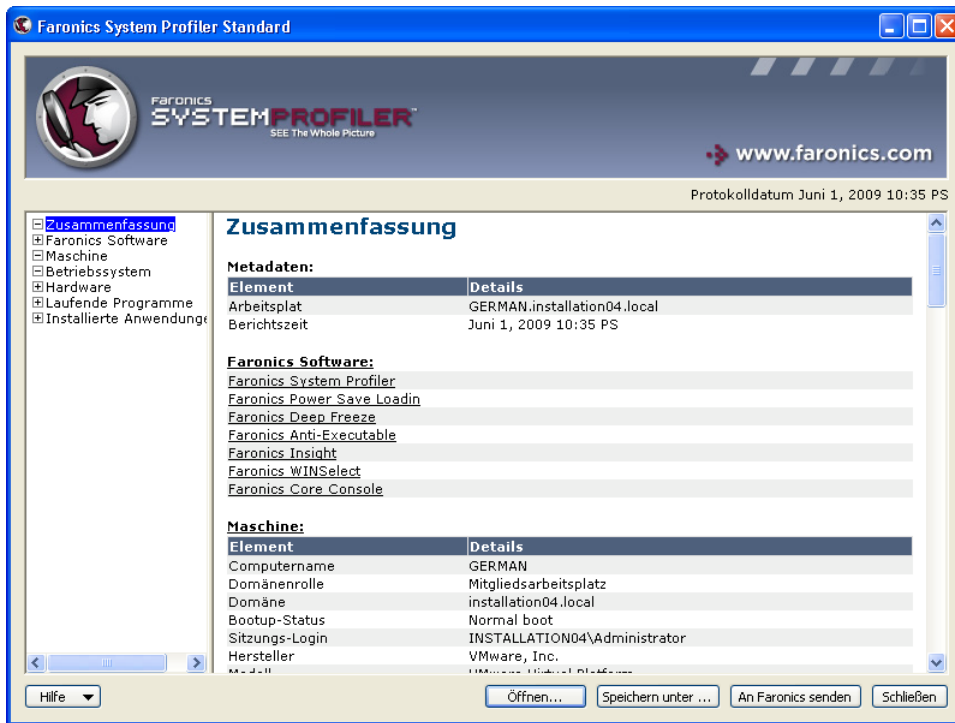 Faronics System Profiler Standard
Faronics
SYSTEMPROFILER™
SEE The Whole Picture
www.faronics.com
Protokolldatum Juni 1, 2009 10:35 PS
Zusammenfassung
Faronics Software
Maschine
Betriebssystem
Hardware
Laufende Programme
Installierte Anwendunge
Zusammenfassung
Metadaten:
Element Details
Arbeitsplat GERMAN.installation04.local
Berichtszeit Juni 1, 2009 10:35 PS
Faronics Software:
Faronics System Profiler
Faronics Power Save Loadin
Faronics Deep Freeze
Faronics Anti-Executable
Faronics Insight
Faronics WINSelect
Faronics Core Console
Maschine:
Element Details
Computername GERMAN
Domänenrolle Mitgliedsarbeitsplatz
Domäne installation04.local
Bootup-Status Normal boot
Sitzungs-Login INSTALLATION04\Administrator
Hersteller VMware, Inc.
Modell VMware Virtual Platform
Hilfe Öffnen... Speichern unter ... An Faronics senden Schließen